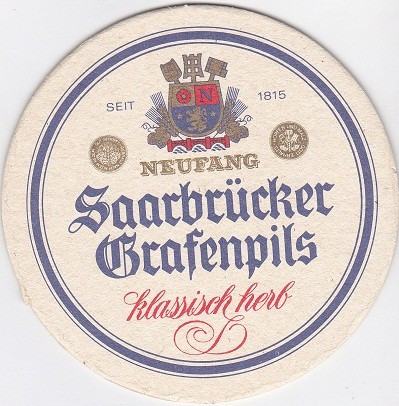 SEIT 1815
N
NEUFANG
Saarbrücker
Grafenpils
klassisch herb